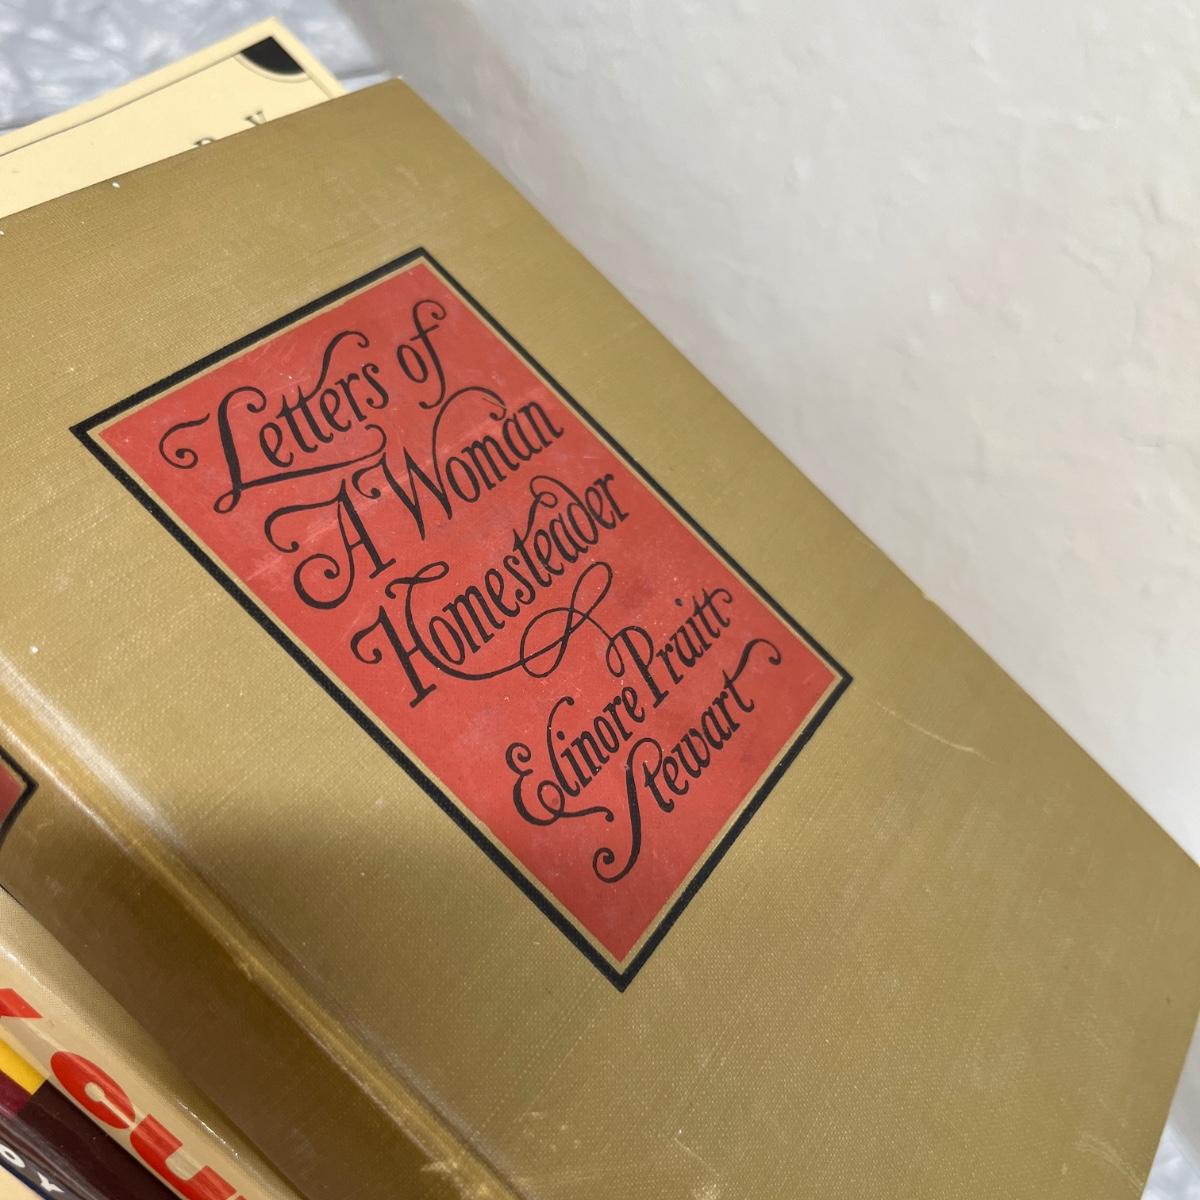 Letters of
A Woman
Homesteader
Elinore Pruitt
Stewart